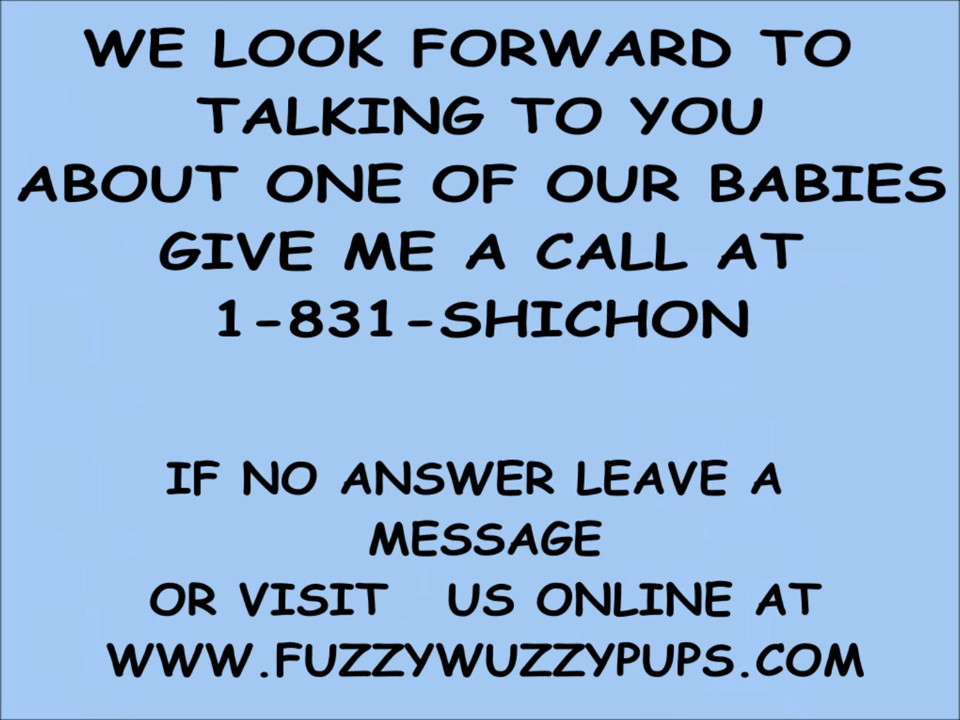 WE LOOK FORWARD TO
TALKING TO YOU
ABOUT ONE OF OUR BABIES
GIVE ME A CALL AT
1-831-SHICHON
IF NO ANSWER LEAVE A
MESSAGE
OR VISIT US ONLINE AT
WWW.FUZZYWUZZYPUPS.COM